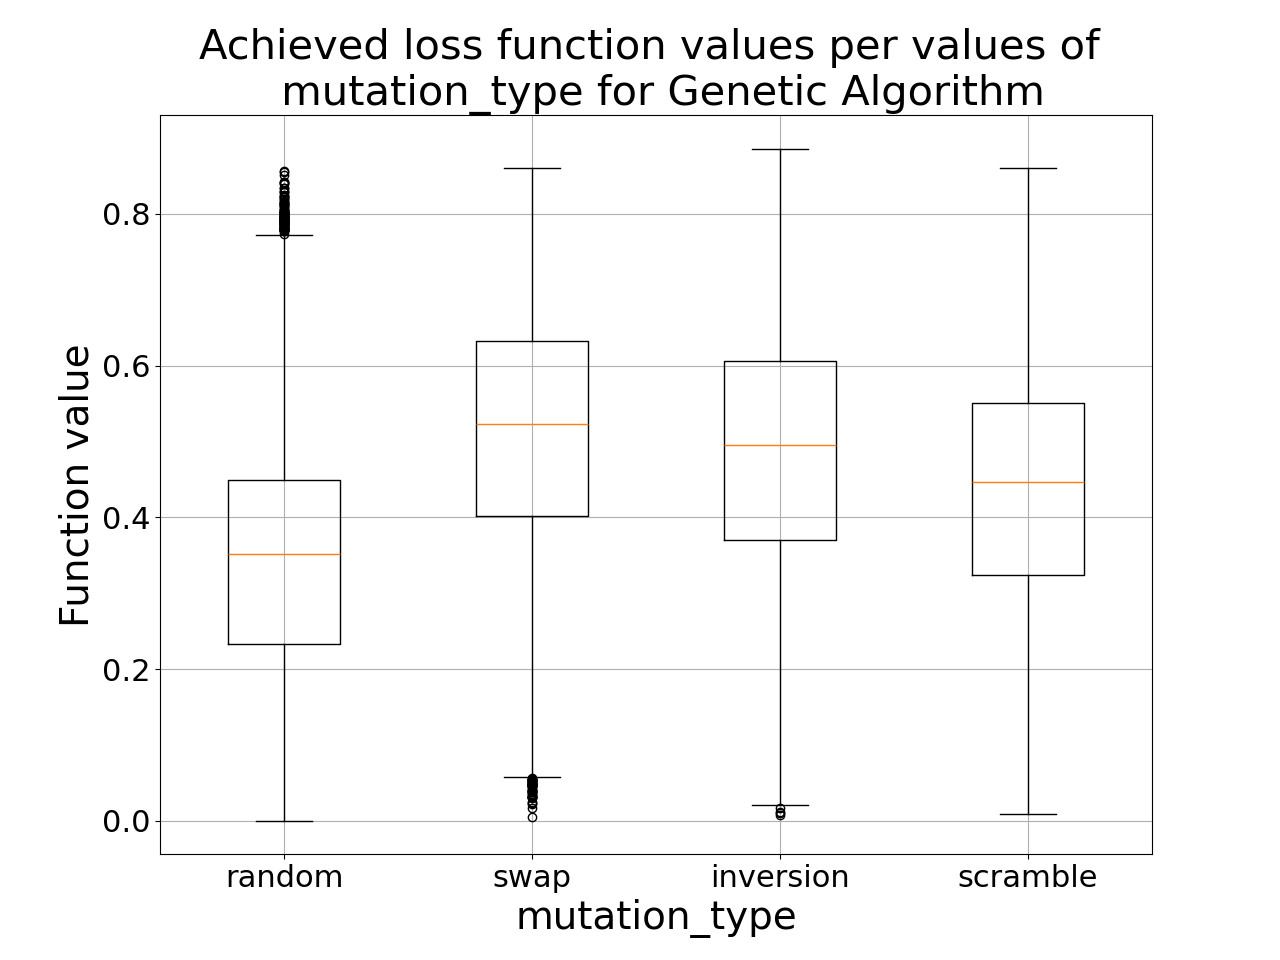 Achieved loss function values per values of
mutation_type for Genetic Algorithm
Function value
0.8
0.6
0.4
0.2
0.0
random swap inversion scramble
mutation_type